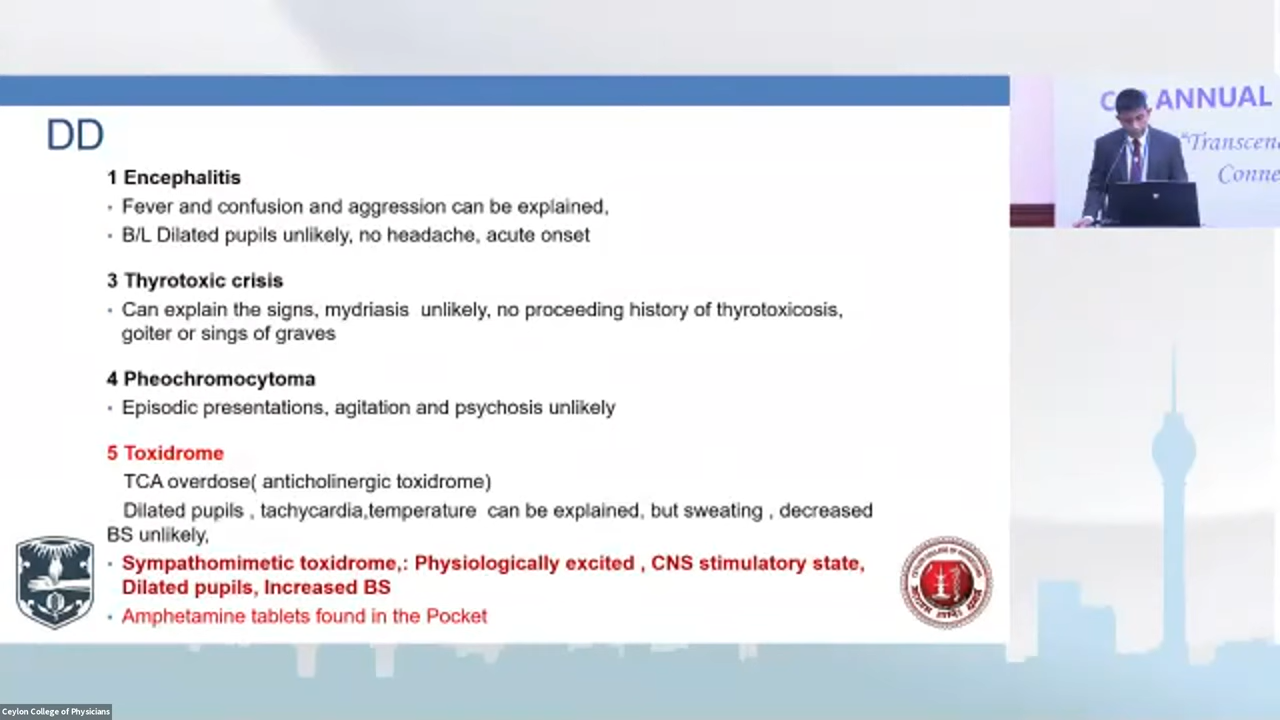 DD
1 Encephalitis
· Fever and confusion and aggression can be explained,
· B/L Dilated pupils unlikely, no headache, acute onset
3 Thyrotoxic crisis
· Can explain the signs, mydriasis unlikely, no proceeding history of thyrotoxicosis,
goiter or sings of graves
4 Pheochromocytoma
· Episodic presentations, agitation and psychosis unlikely
5 Toxidrome
TCA overdose( anticholinergic toxidrome)
Dilated pupils , tachycardia,temperature can be explained, but sweating , decreased
BS unlikely,
· Sympathomimetic toxidrome,: Physiologically excited , CNS stimulatory state,
Dilated pupils, Increased BS
· Amphetamine tablets found in the Pocket
ANNUAL
"Transcen
Conne
Ceylon College of Physicians